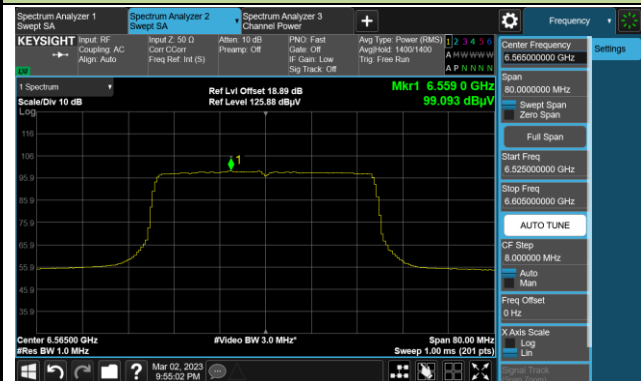 Spectrum Analyzer 1
Swept SA
Spectrum Analyzer 2
Swept SA
Spectrum Analyzer 3
Channel Power
Frequency
KEYSIGHT
Input: RF
Coupling: AC
Align: Auto
Input Z: 50 Ω
Corr CCorr
Freq Ref: Int (S)
Atten: 10 dB
Preamp: Off
PNO: Fast
Gate: Off
IF Gain: Low
Sig Track: Off
Avg Type: Power (RMS)
Avg|Hold: 1400/1400
Trig: Free Run
1 2 3 4 5 6
A W W W W W
A P N N N N
LXI
1 Spectrum
Scale/Div 10 dB
Ref Lvl Offset 18.89 dB
Ref Level 125.88 dBµV
Mkr1 6.559 0 GHz
99.093 dBµV
Log
116
106
95.9
85.9
75.9
65.9
55.9
45.9
35.9
1
Center 6.56500 GHz
#Res BW 1.0 MHz
#Video BW 3.0 MHz*
Span 80.00 MHz
Sweep 1.00 ms (201 pts)
Center Frequency
6.565000000 GHz
Settings
Span
80.0000000 MHz
Swept Span
Zero Span
Full Span
Start Freq
6.525000000 GHz
Stop Freq
6.605000000 GHz
AUTO TUNE
CF Step
8.000000 MHz
Auto
Man
Freq Offset
0 Hz
X Axis Scale
Log
Lin
Signal Track
Mar 02, 2023
9:55:02 PM